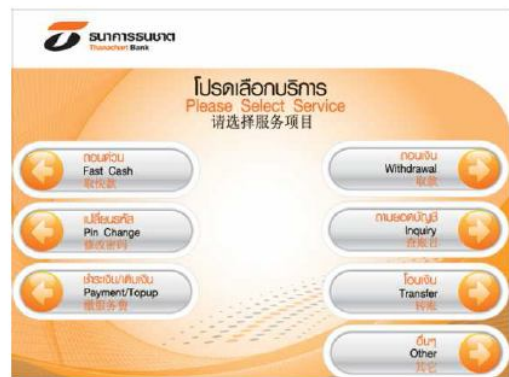 ธนาคารธนชาต
Thanachart Bank
โปรดเลือกบริการ
Please Select Service
请选择服务项目
ถอนด่วน
Fast Cash
取快款
เปลี่ยนรหัส
Pin Change
修改密码
ชำระเงิน/เติมเงิน
Payment/Topup
缴服务费
ถอนเงิน
Withdrawal
取款
ถามยอดบัญชี
Inquiry
查账目
โอนเงิน
Transfer
转账
อื่นๆ
Other
其它